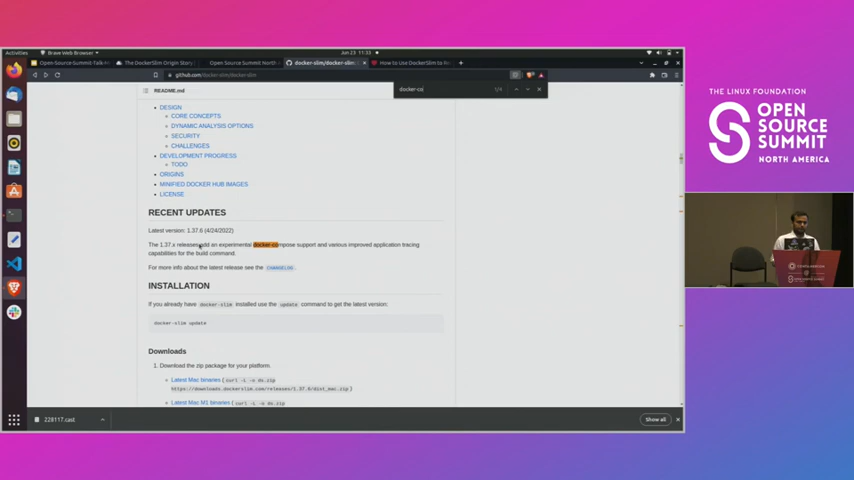 Activities
Brave Web Browser
Jun 23 11:33
Open-Source-Summit-Talk-
The DockerSlim Origin Story
Open Source Summit North
docker-slim/docker-slim
How to Use DockerSlim to Re
github.com/docker-slim/docker-slim
docker-co
1/4
README.md
DESIGN
CORE CONCEPTS
DYNAMIC ANALYSIS OPTIONS
SECURITY
CHALLENGES
DEVELOPMENT PROGRESS
TODO
ORIGINS
MINIFIED DOCKER HUB IMAGES
LICENSE
RECENT UPDATES
Latest version: 1.37.6 (4/24/2022)
The 1.37.x releases add an experimental docker-compose support and various improved application tracing
capabilities for the build command.
For more info about the latest release see the CHANGELOG.
INSTALLATION
If you already have docker-slim installed use the update command to get the latest version:
docker-slim update
Downloads
1. Download the zip package for your platform.
Latest Mac binaries ( curl -L -o ds.zip
https://downloads.dockerslim.com/releases/1.37.6/dist_mac.zip )
Latest Mac M1 binaries ( curl -L -o ds.zip
228117.cast
Show all
THE LINUX FOUNDATION
OPEN
SOURCE
SUMMIT
NORTH AMERICA